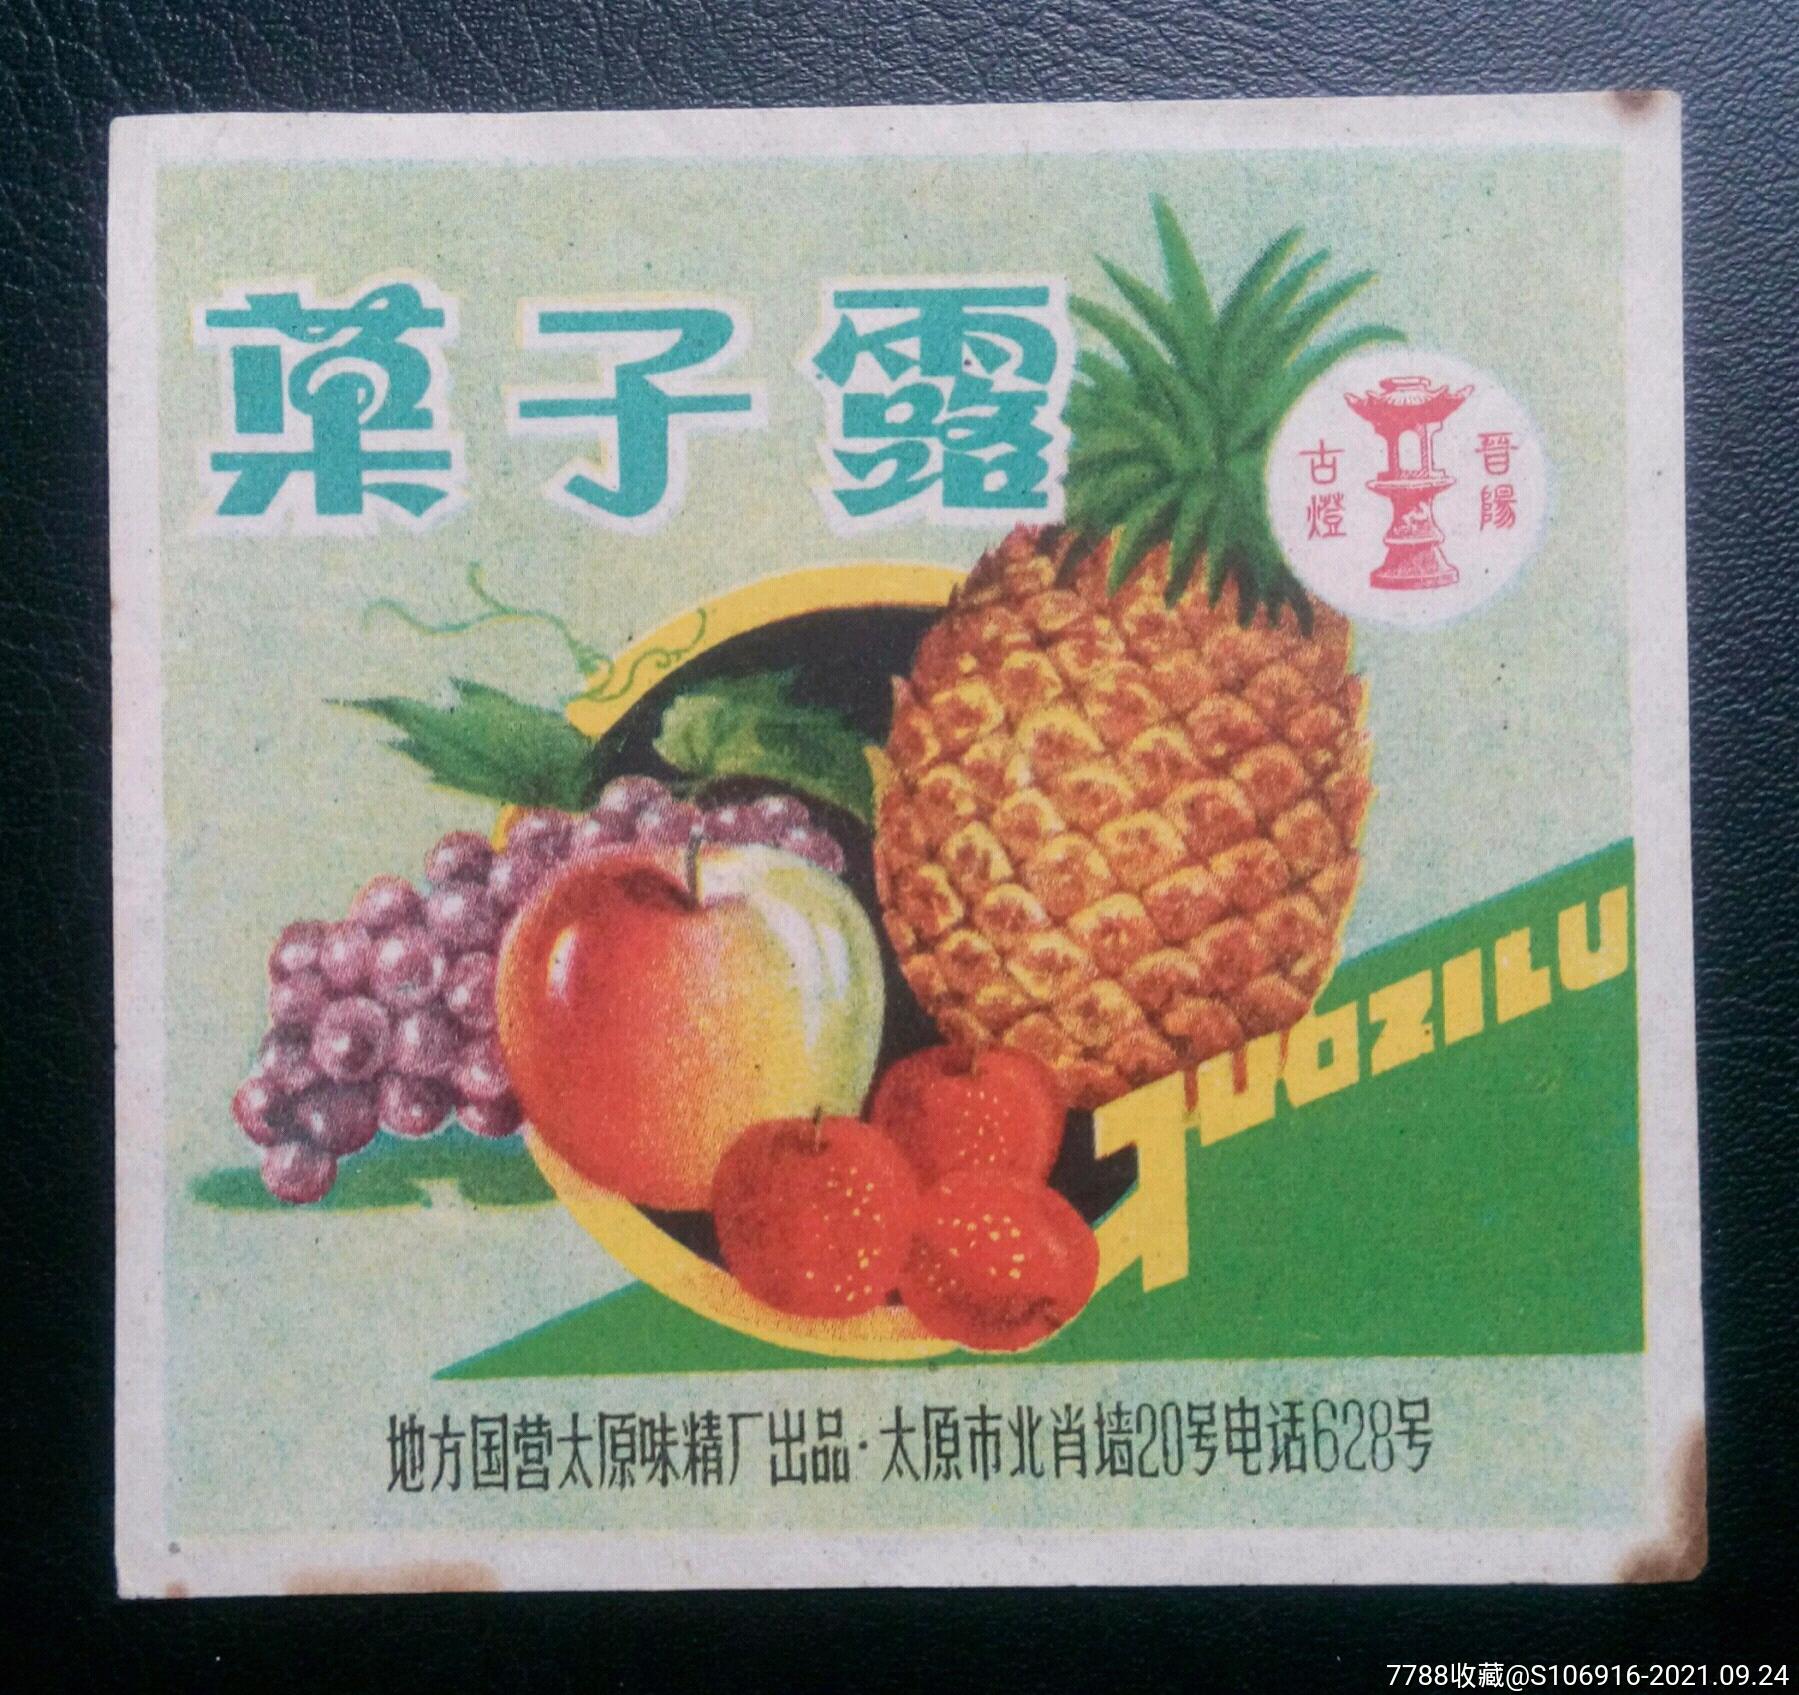 菓子露
晋陽
古燈
GUOZILU
地方国营太原味精厂出品·太原市北肖墙20号电话628号
7788收藏@S106916-2021.09.24